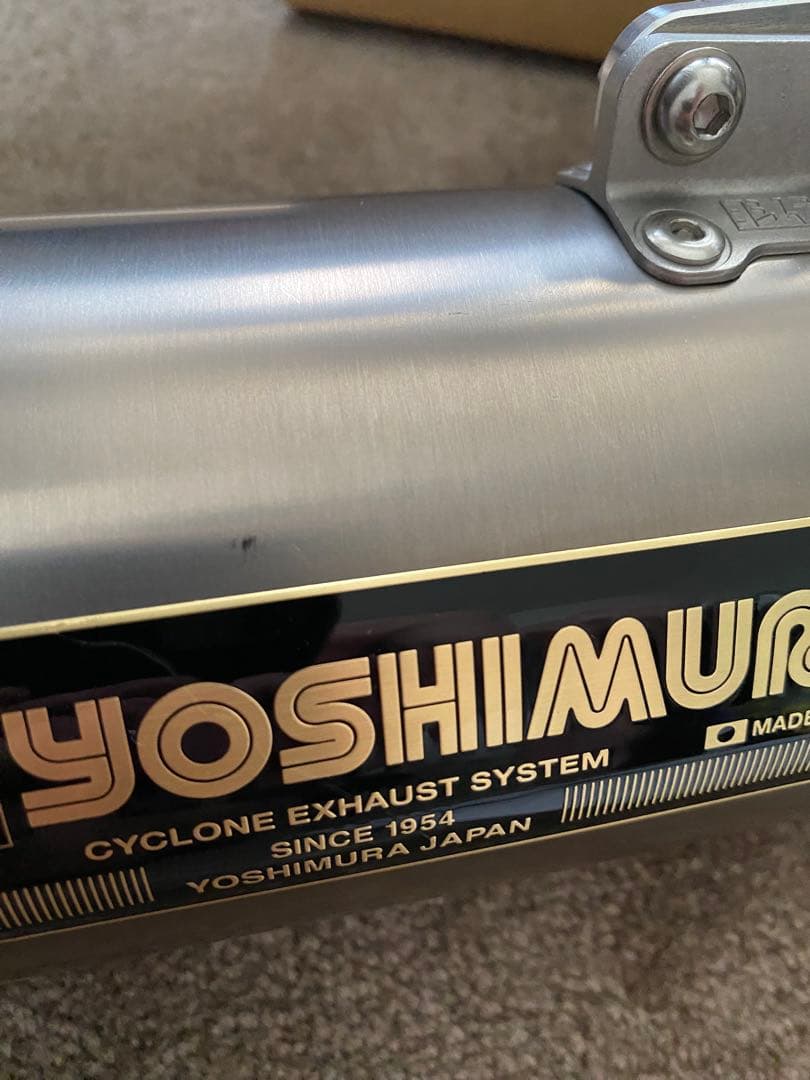 YOSHIMUR
MADE
CYCLONE EXHAUST SYSTEM
SINCE 1954
YOSHIMURA JAPAN